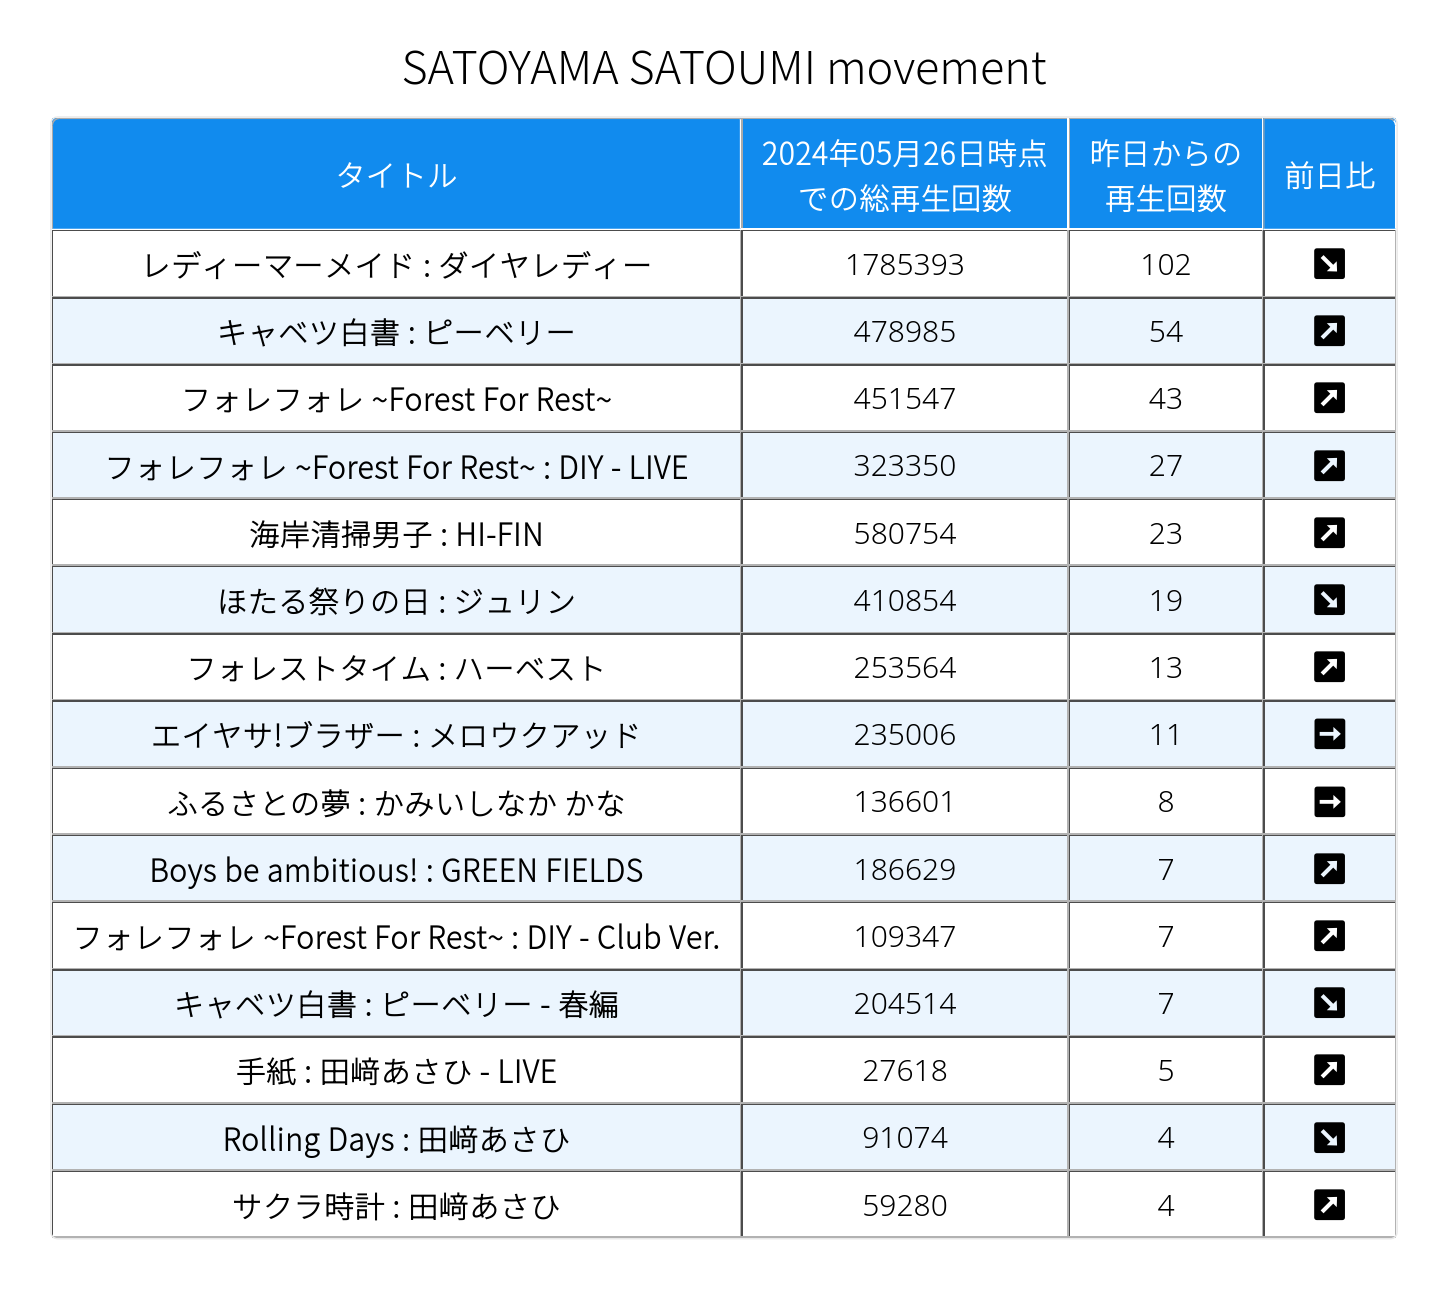 SATOYAMA SATOUMI movement
タイトル 2024年05月26日時点での総再生回数 昨日からの再生回数 前日比
レディーマーメイド : ダイヤレディー 1785393 102 ↘
キャベツ白書 : ピーベリー 478985 54 ↗
フォレフォレ ~Forest For Rest~ 451547 43 ↗
フォレフォレ ~Forest For Rest~ : DIY - LIVE 323350 27 ↗
海岸清掃男子 : HI-FIN 580754 23 ↗
ほたる祭りの日 : ジュリン 410854 19 ↘
フォレストタイム : ハーベスト 253564 13 ↗
エイヤサ!ブラザー : メロウクアッド 235006 11 →
ふるさとの夢 : かみいしなか かな 136601 8 →
Boys be ambitious! : GREEN FIELDS 186629 7 ↗
フォレフォレ ~Forest For Rest~ : DIY - Club Ver. 109347 7 ↗
キャベツ白書 : ピーベリー - 春編 204514 7 ↘
手紙 : 田﨑あさひ - LIVE 27618 5 ↗
Rolling Days : 田﨑あさひ 91074 4 ↘
サクラ時計 : 田﨑あさひ 59280 4 ↗